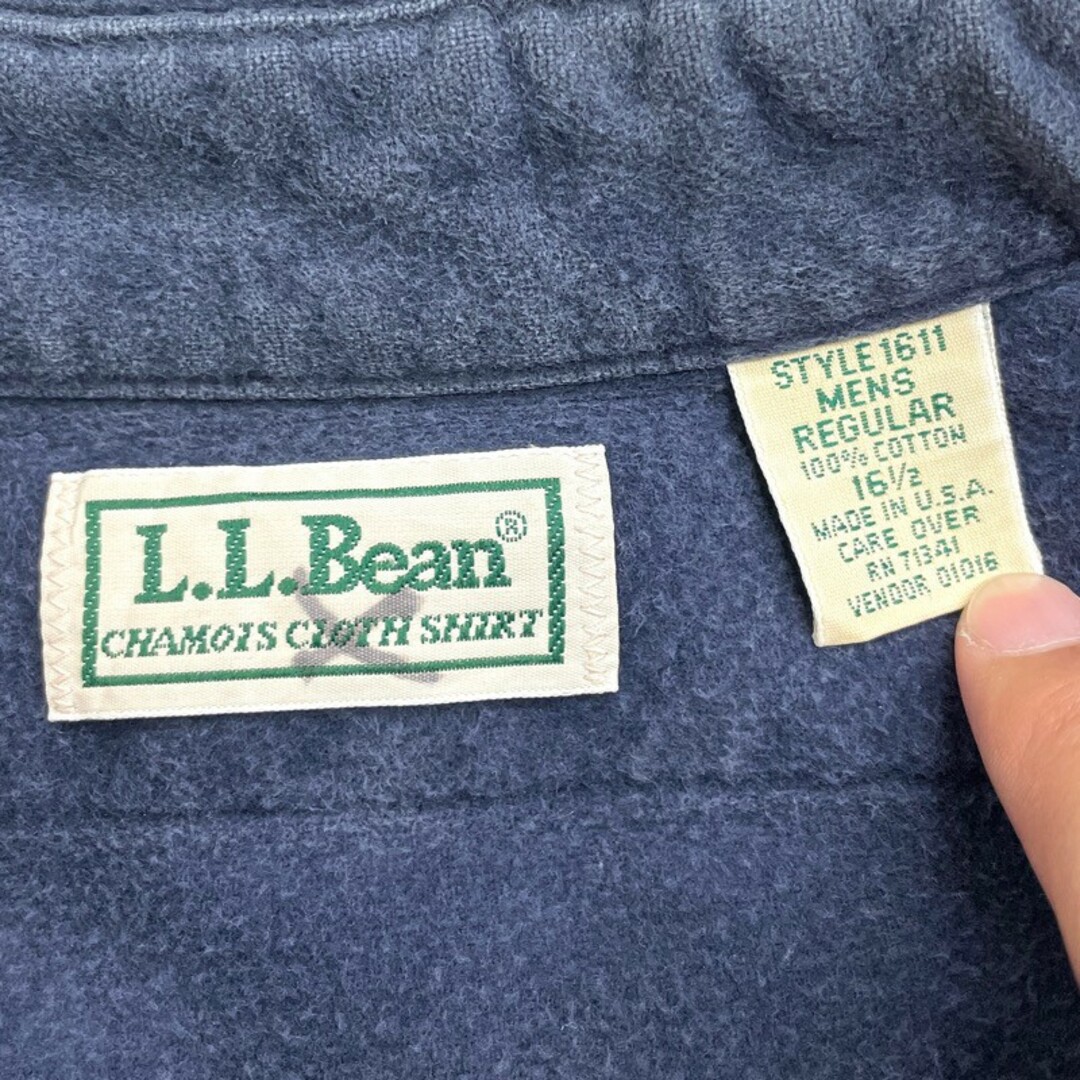 L.L.Bean®
CHAMOIS CLOTH SHIRT
STYLE 1611
MENS
REGULAR
100% COTTON
16 1/2
MADE IN U.S.A.
CARE OVER
RN 71341
VENDOR 01016